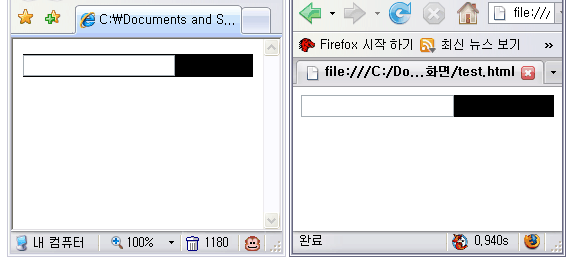 C:\Documents and S...
내 컴퓨터 100% 1180
file:///
Firefox 시작 하기 최신 뉴스 보기 »
file:///C:/Do...화면/test.html
완료 0,940s